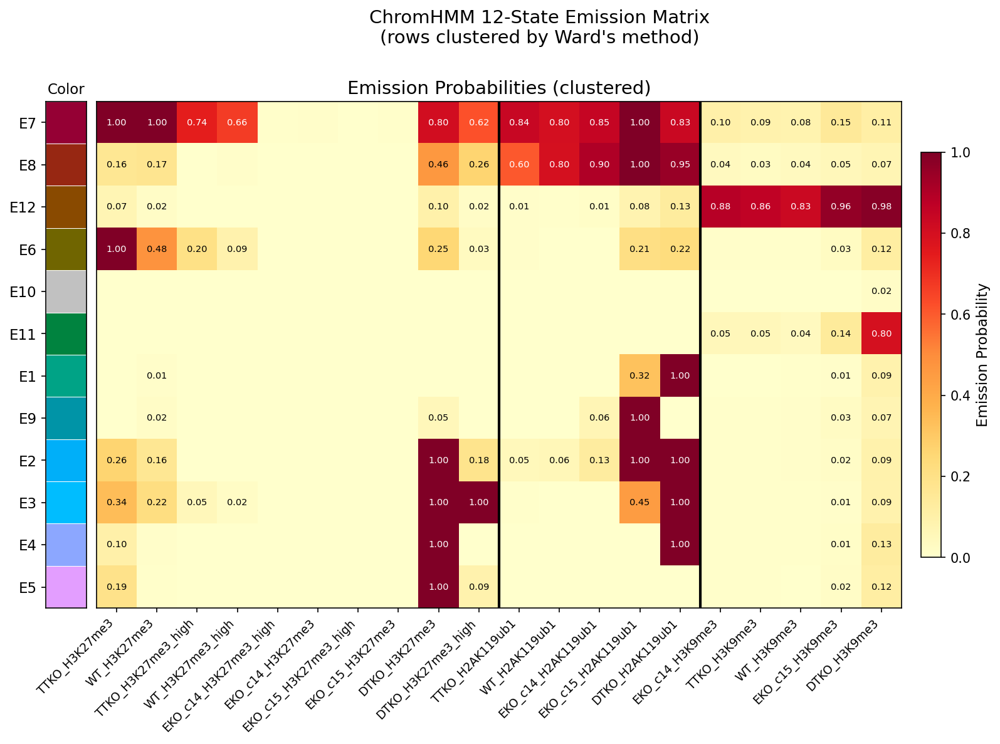 ChromHMM 12-State Emission Matrix
(rows clustered by Ward's method)
Color
Emission Probabilities (clustered)
E7 1.00 1.00 0.74 0.66 0.80 0.62 0.84 0.80 0.85 1.00 0.83 0.10 0.09 0.08 0.15 0.11
E8 0.16 0.17 0.46 0.26 0.60 0.80 0.90 1.00 0.95 0.04 0.03 0.04 0.05 0.07
E12 0.07 0.02 0.10 0.02 0.01 0.01 0.08 0.13 0.88 0.86 0.83 0.96 0.98
E6 1.00 0.48 0.20 0.09 0.25 0.03 0.21 0.22 0.03 0.12
E10 0.02
E11 0.05 0.05 0.04 0.14 0.80
E1 0.01 0.32 1.00 0.01 0.09
E9 0.02 0.05 0.06 1.00 0.03 0.07
E2 0.26 0.16 1.00 0.18 0.05 0.06 0.13 1.00 1.00 0.02 0.09
E3 0.34 0.22 0.05 0.02 1.00 1.00 0.45 1.00 0.01 0.09
E4 0.10 1.00 1.00 0.01 0.13
E5 0.19 1.00 0.09 0.02 0.12
TTKO_H3K27me3
WT_H3K27me3
TTKO_H3K27me3_high
WT_H3K27me3_high
EKO_c14_H3K27me3_high
EKO_c14_H3K27me3
EKO_c15_H3K27me3_high
EKO_c15_H3K27me3
DTKO_H3K27me3
DTKO_H3K27me3_high
TTKO_H2AK119ub1
WT_H2AK119ub1
EKO_c14_H2AK119ub1
EKO_c15_H2AK119ub1
DTKO_H2AK119ub1
EKO_c14_H3K9me3
TTKO_H3K9me3
WT_H3K9me3
EKO_c15_H3K9me3
DTKO_H3K9me3
1.0
0.8
0.6
0.4
0.2
0.0
Emission Probability